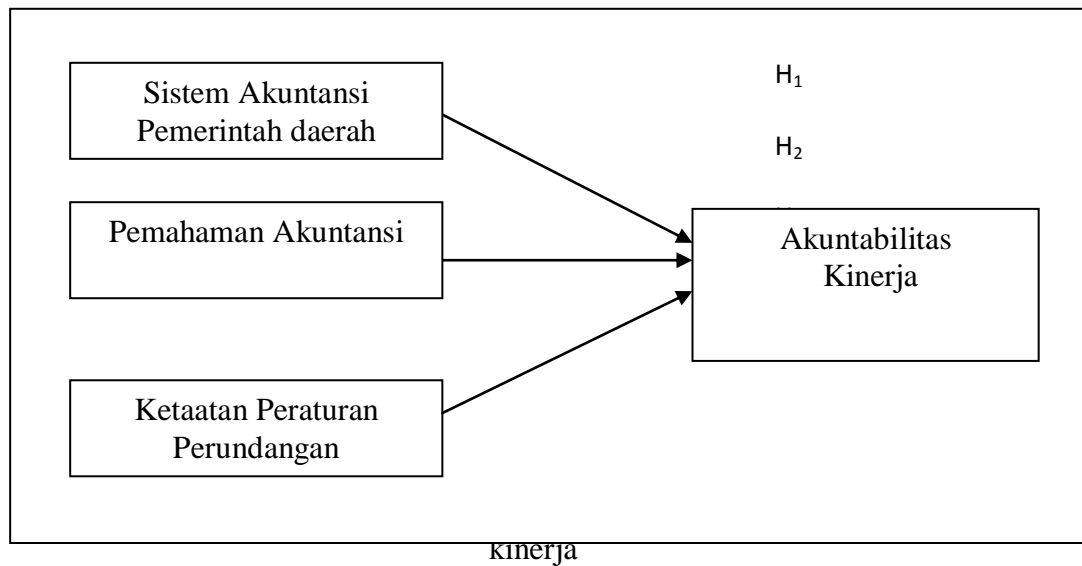 Sistem Akuntansi
Pemerintah daerah
H₁
H₂
Pemahaman Akuntansi
Akuntabilitas
Kinerja
Ketaatan Peraturan
Perundangan
kinerja